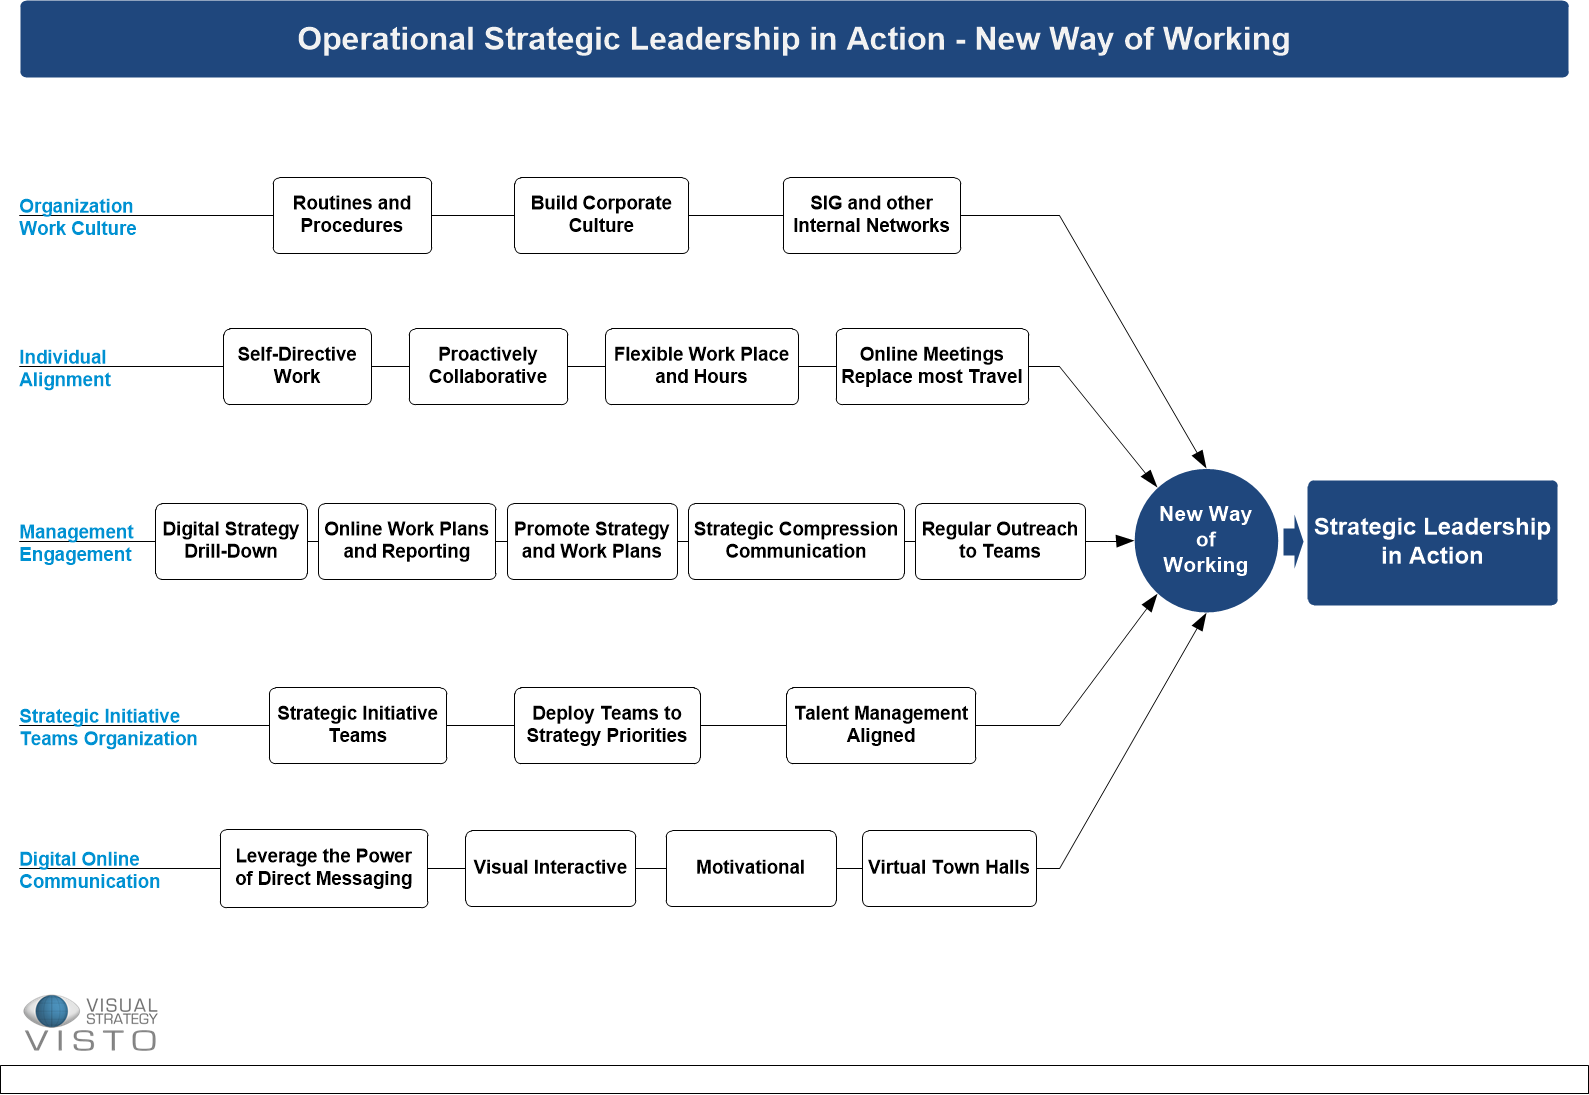 Operational Strategic Leadership in Action - New Way of Working
Organization
Work Culture
Routines and
Procedures
Build Corporate
Culture
SIG and other
Internal Networks
Individual
Alignment
Self-Directive
Work
Proactively
Collaborative
Flexible Work Place
and Hours
Online Meetings
Replace most Travel
Management
Engagement
Digital Strategy
Drill-Down
Online Work Plans
and Reporting
Promote Strategy
and Work Plans
Strategic Compression
Communication
Regular Outreach
to Teams
New Way
of
Working
Strategic Leadership
in Action
Strategic Initiative
Teams Organization
Strategic Initiative
Teams
Deploy Teams to
Strategy Priorities
Talent Management
Aligned
Digital Online
Communication
Leverage the Power
of Direct Messaging
Visual Interactive
Motivational
Virtual Town Halls
VISUAL
STRATEGY
VISTO